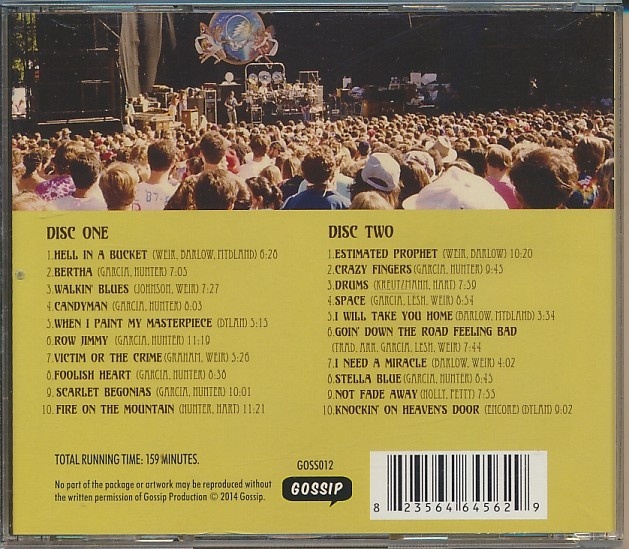 DISC ONE
1.HELL IN A BUCKET (WEIR, BARLOW, MYDLAND) 6:28
2.BERTHA (GARCIA, HUNTER) 7:03
3.WALKIN' BLUES (JOHNSON, WEIR) 7:27
4.CANDYMAN (GARCIA, HUNTER) 8:03
5.WHEN I PAINT MY MASTERPIECE (DYLAN) 5:15
6.ROW JIMMY (GARCIA, HUNTER) 11:19
7.VICTIM OR THE CRIME (GRAHAM, WEIR) 5:26
8.FOOLISH HEART (GARCIA, HUNTER) 8:38
9.SCARLET BEGONIAS (GARCIA, HUNTER) 10:01
10. FIRE ON THE MOUNTAIN (HUNTER, HART) 11:21
DISC TWO
1.ESTIMATED PROPHET (WEIR, BARLOW) 10:20
2.CRAZY FINGERS (GARCIA, HUNTER) 9:45
3.DRUMS (KREUTZMANN, HART) 7:59
4.SPACE (GARCIA, LESH, WEIR) 8:54
5.I WILL TAKE YOU HOME (BARLOW, MYDLAND) 3:34
6.GOIN' DOWN THE ROAD FEELING BAD
(TRAD. ARR. GARCIA, LESH, WEIR) 7:44
7.I NEED A MIRACLE (BARLOW, WEIR) 4:02
8.STELLA BLUE (GARCIA, HUNTER) 8:45
9.NOT FADE AWAY (HOLLY, PETTY) 7:55
10.KNOCKIN' ON HEAVEN'S DOOR (ENCORE) (DYLAN) 9:02
TOTAL RUNNING TIME: 159 MINUTES.
No part of the package or artwork may be reproduced without
the written permission of Gossip Production © 2014 Gossip.
GOSS012
GOSSIP
8 23564 64562 9